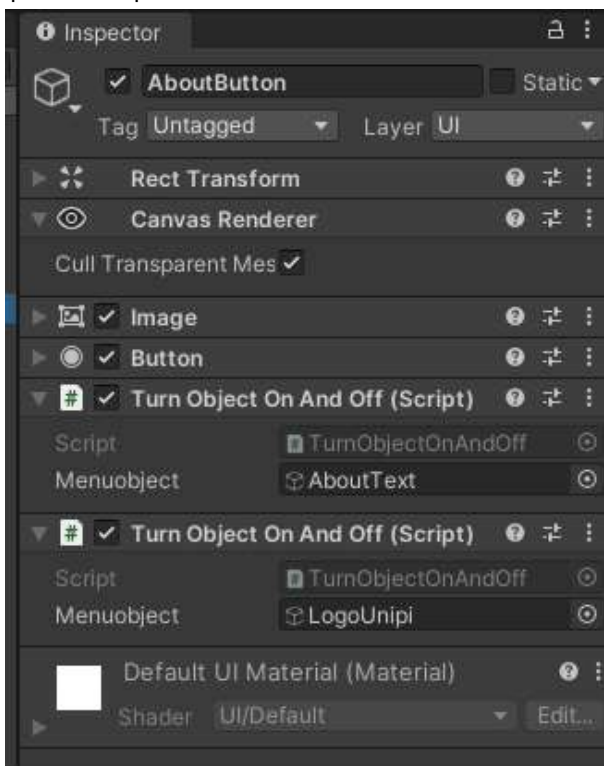 Inspector
AboutButton Static
Tag Untagged Layer UI
Rect Transform
Canvas Renderer
Cull Transparent Mes
Image
Button
# Turn Object On And Off (Script)
Script TurnObjectOnAndOff
Menuobject AboutText
# Turn Object On And Off (Script)
Script TurnObjectOnAndOff
Menuobject LogoUnipi
Default UI Material (Material)
Shader UI/Default Edit...